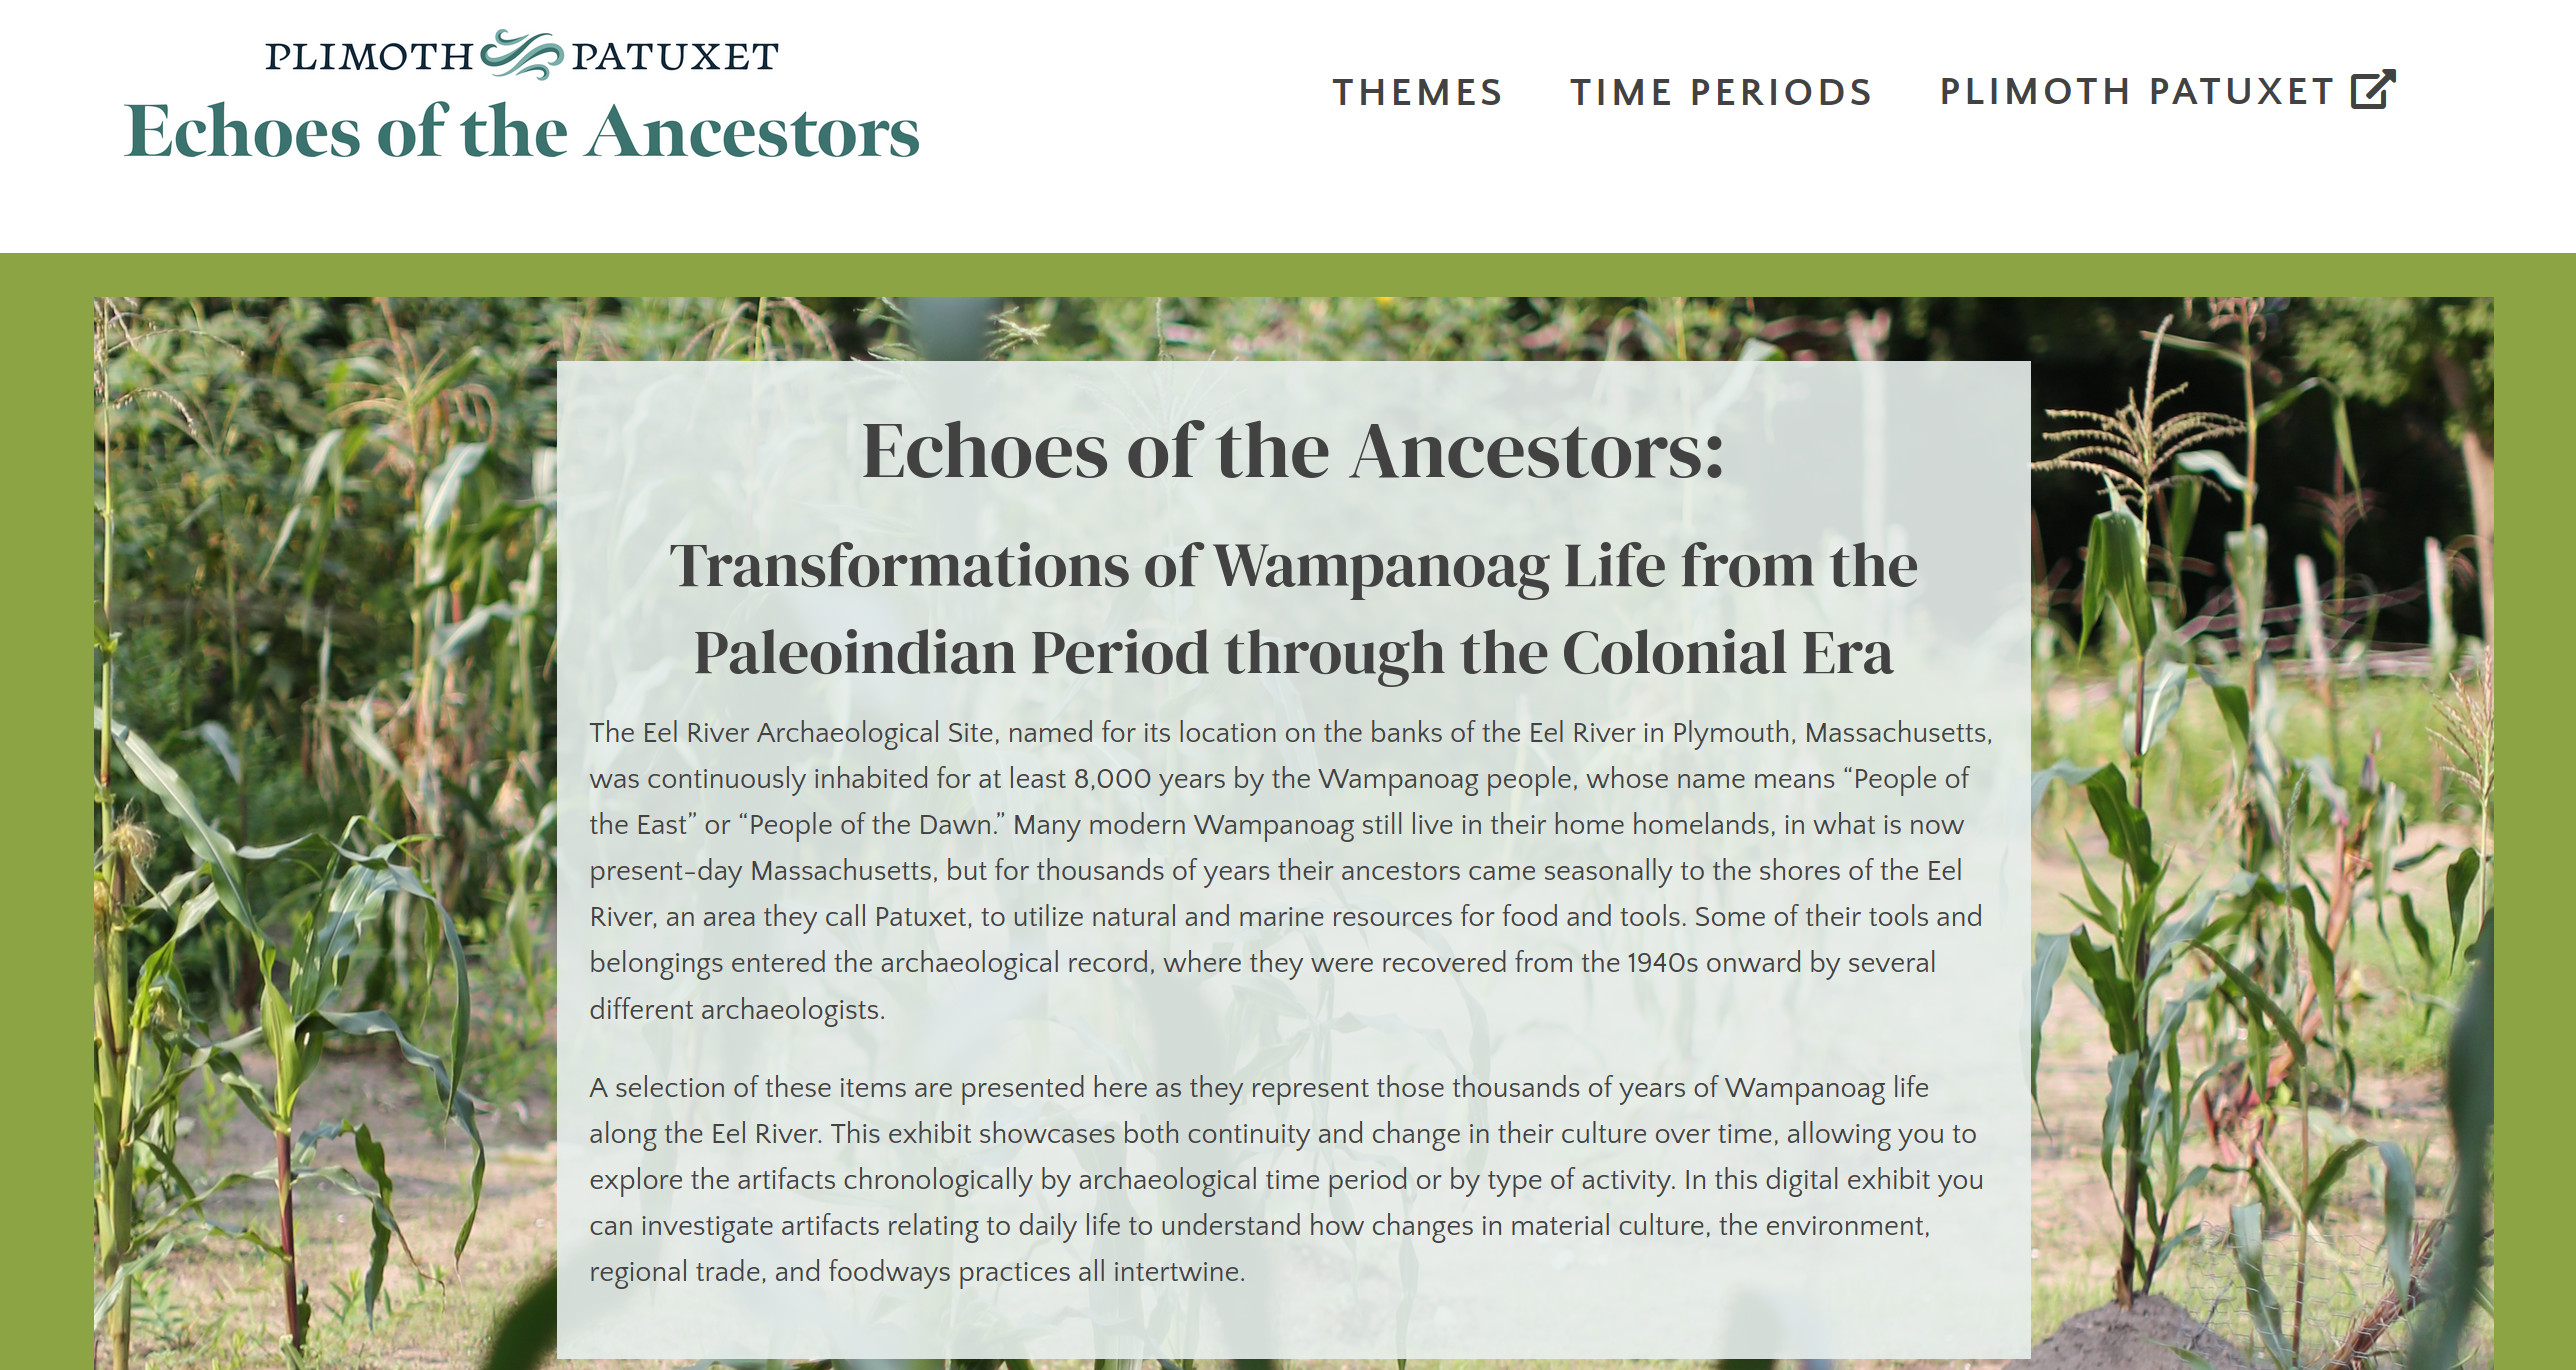 PLIMOTH PATUXET
Echoes of the Ancestors
THEMES TIME PERIODS PLIMOTH PATUXET
Echoes of the Ancestors:
Transformations of Wampanoag Life from the
Paleoindian Period through the Colonial Era
The Eel River Archaeological Site, named for its location on the banks of the Eel River in Plymouth, Massachusetts,
was continuously inhabited for at least 8,000 years by the Wampanoag people, whose name means “People of
the East” or “People of the Dawn.” Many modern Wampanoag still live in their home homelands, in what is now
present-day Massachusetts, but for thousands of years their ancestors came seasonally to the shores of the Eel
River, an area they call Patuxet, to utilize natural and marine resources for food and tools. Some of their tools and
belongings entered the archaeological record, where they were recovered from the 1940s onward by several
different archaeologists.
A selection of these items are presented here as they represent those thousands of years of Wampanoag life
along the Eel River. This exhibit showcases both continuity and change in their culture over time, allowing you to
explore the artifacts chronologically by archaeological time period or by type of activity. In this digital exhibit you
can investigate artifacts relating to daily life to understand how changes in material culture, the environment,
regional trade, and foodways practices all intertwine.